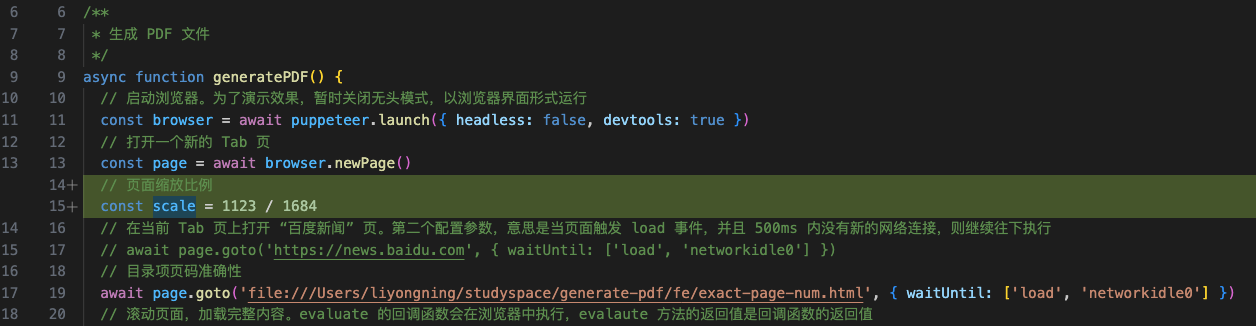 6 6 /**
7 7 * 生成 PDF 文件
8 8 */
9 9 async function generatePDF() {
10 10 // 启动浏览器。为了演示效果，暂时关闭无头模式，以浏览器界面形式运行
11 11 const browser = await puppeteer.launch({ headless: false, devtools: true })
12 12 // 打开一个新的 Tab 页
13 13 const page = await browser.newPage()
14+ // 页面缩放比例
15+ const scale = 1123 / 1684
14 16 // 在当前 Tab 页上打开 “百度新闻” 页。第二个配置参数，意思是当页面触发 load 事件，并且 500ms 内没有新的网络连接，则继续往下执行
15 17 // await page.goto('https://news.baidu.com', { waitUntil: ['load', 'networkidle0'] })
16 18 // 目录项页码准确性
17 19 await page.goto('file:///Users/liyongning/studyspace/generate-pdf/fe/exact-page-num.html', { waitUntil: ['load', 'networkidle0'] })
18 20 // 滚动页面，加载完整内容。evaluate 的回调函数会在浏览器中执行，evalaute 方法的返回值是回调函数的返回值